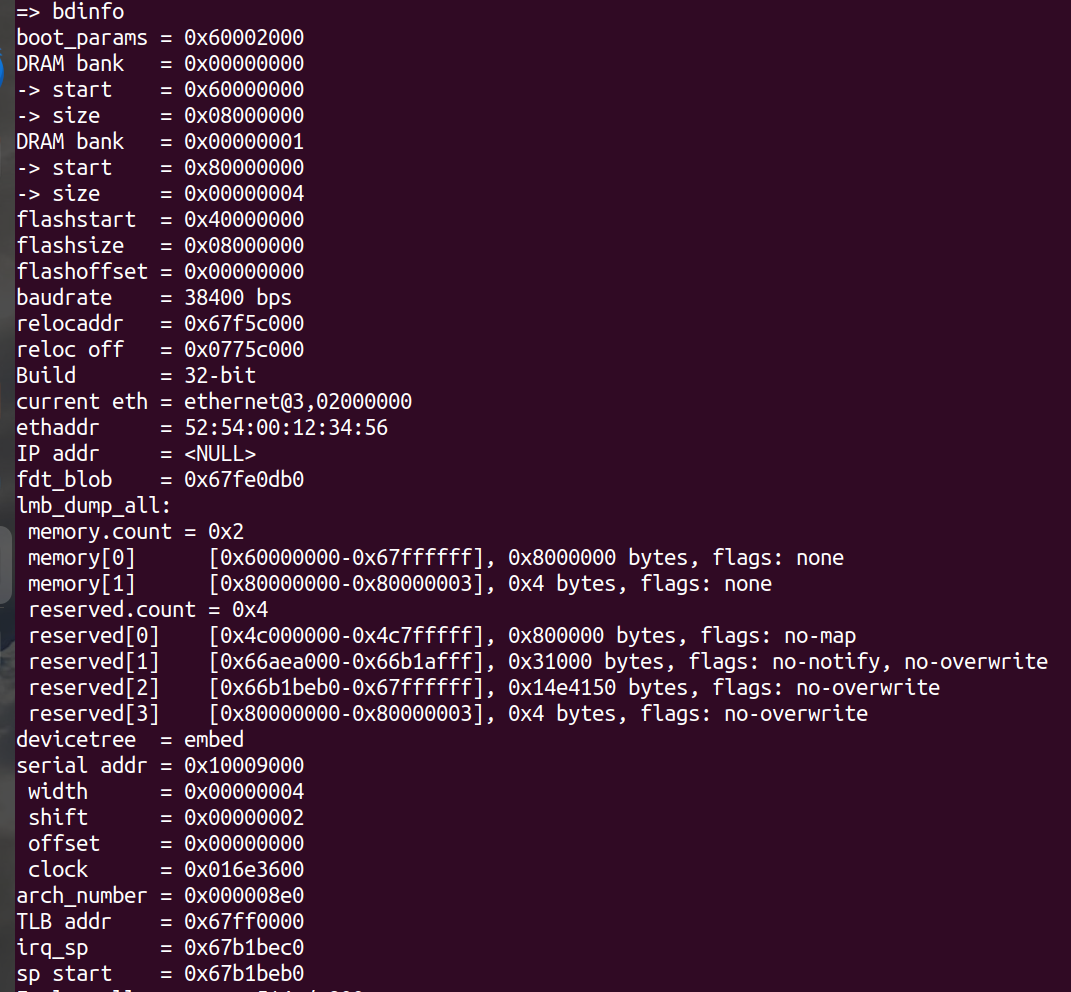 => bdinfo
boot_params = 0x60002000
DRAM bank   = 0x00000000
-> start    = 0x60000000
-> size     = 0x08000000
DRAM bank   = 0x00000001
-> start    = 0x80000000
-> size     = 0x00000004
flashstart  = 0x40000000
flashsize   = 0x08000000
flashoffset = 0x00000000
baudrate    = 38400 bps
relocaddr   = 0x67f5c000
reloc off   = 0x0775c000
Build       = 32-bit
current eth = ethernet@3,02000000
ethaddr     = 52:54:00:12:34:56
IP addr     = <NULL>
fdt_blob    = 0x67fe0db0
lmb_dump_all:
 memory.count = 0x2
 memory[0]      [0x60000000-0x67ffffff], 0x8000000 bytes, flags: none
 memory[1]      [0x80000000-0x80000003], 0x4 bytes, flags: none
 reserved.count = 0x4
 reserved[0]    [0x4c000000-0x4c7fffff], 0x800000 bytes, flags: no-map
 reserved[1]    [0x66aea000-0x66b1afff], 0x31000 bytes, flags: no-notify, no-overwrite
 reserved[2]    [0x66b1beb0-0x67ffffff], 0x14e4150 bytes, flags: no-overwrite
 reserved[3]    [0x80000000-0x80000003], 0x4 bytes, flags: no-overwrite
devicetree  = embed
serial addr = 0x10009000
 width      = 0x00000004
 shift      = 0x00000002
 offset     = 0x00000000
 clock      = 0x016e3600
arch_number = 0x000008e0
TLB addr    = 0x67ff0000
irq_sp      = 0x67b1bec0
sp start    = 0x67b1beb0